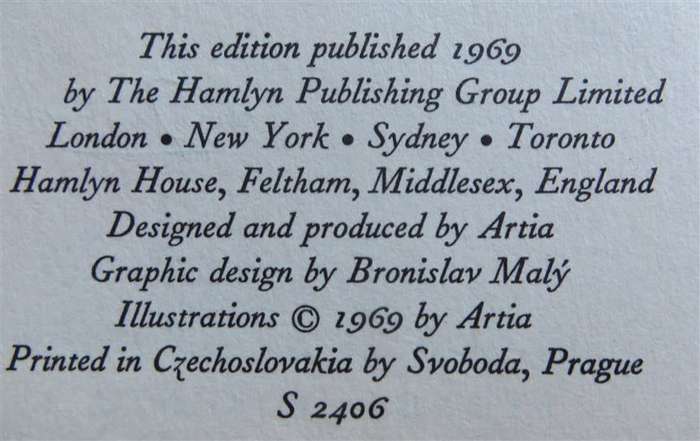 This edition published 1969
by The Hamlyn Publishing Group Limited
London • New York • Sydney • Toronto
Hamlyn House, Feltham, Middlesex, England
Designed and produced by Artia
Graphic design by Bronislav Malý
Illustrations © 1969 by Artia
Printed in Czechoslovakia by Svoboda, Prague
S 2406